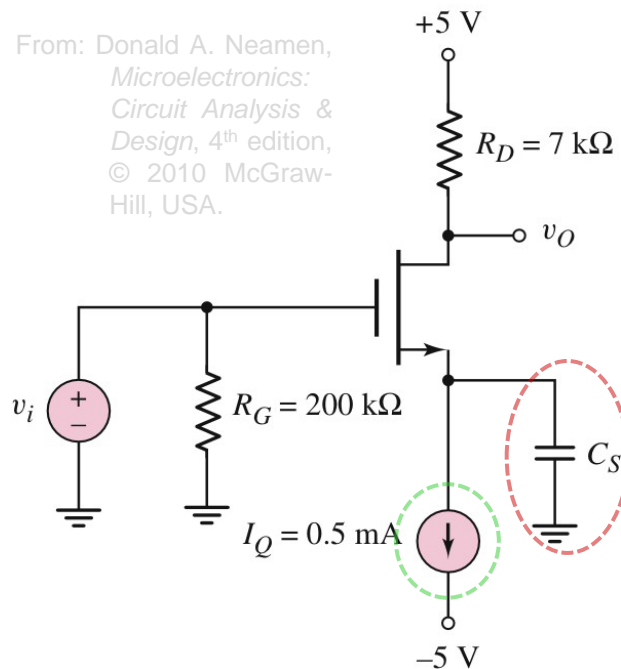 From: Donald A. Neamen,
Microelectronics:
Circuit Analysis &
Design, 4th edition,
© 2010 McGraw-
Hill, USA.
+5 V
R_D = 7 kΩ
v_O
v_i
+
−
R_G = 200 kΩ
C_S
I_Q = 0.5 mA
−5 V